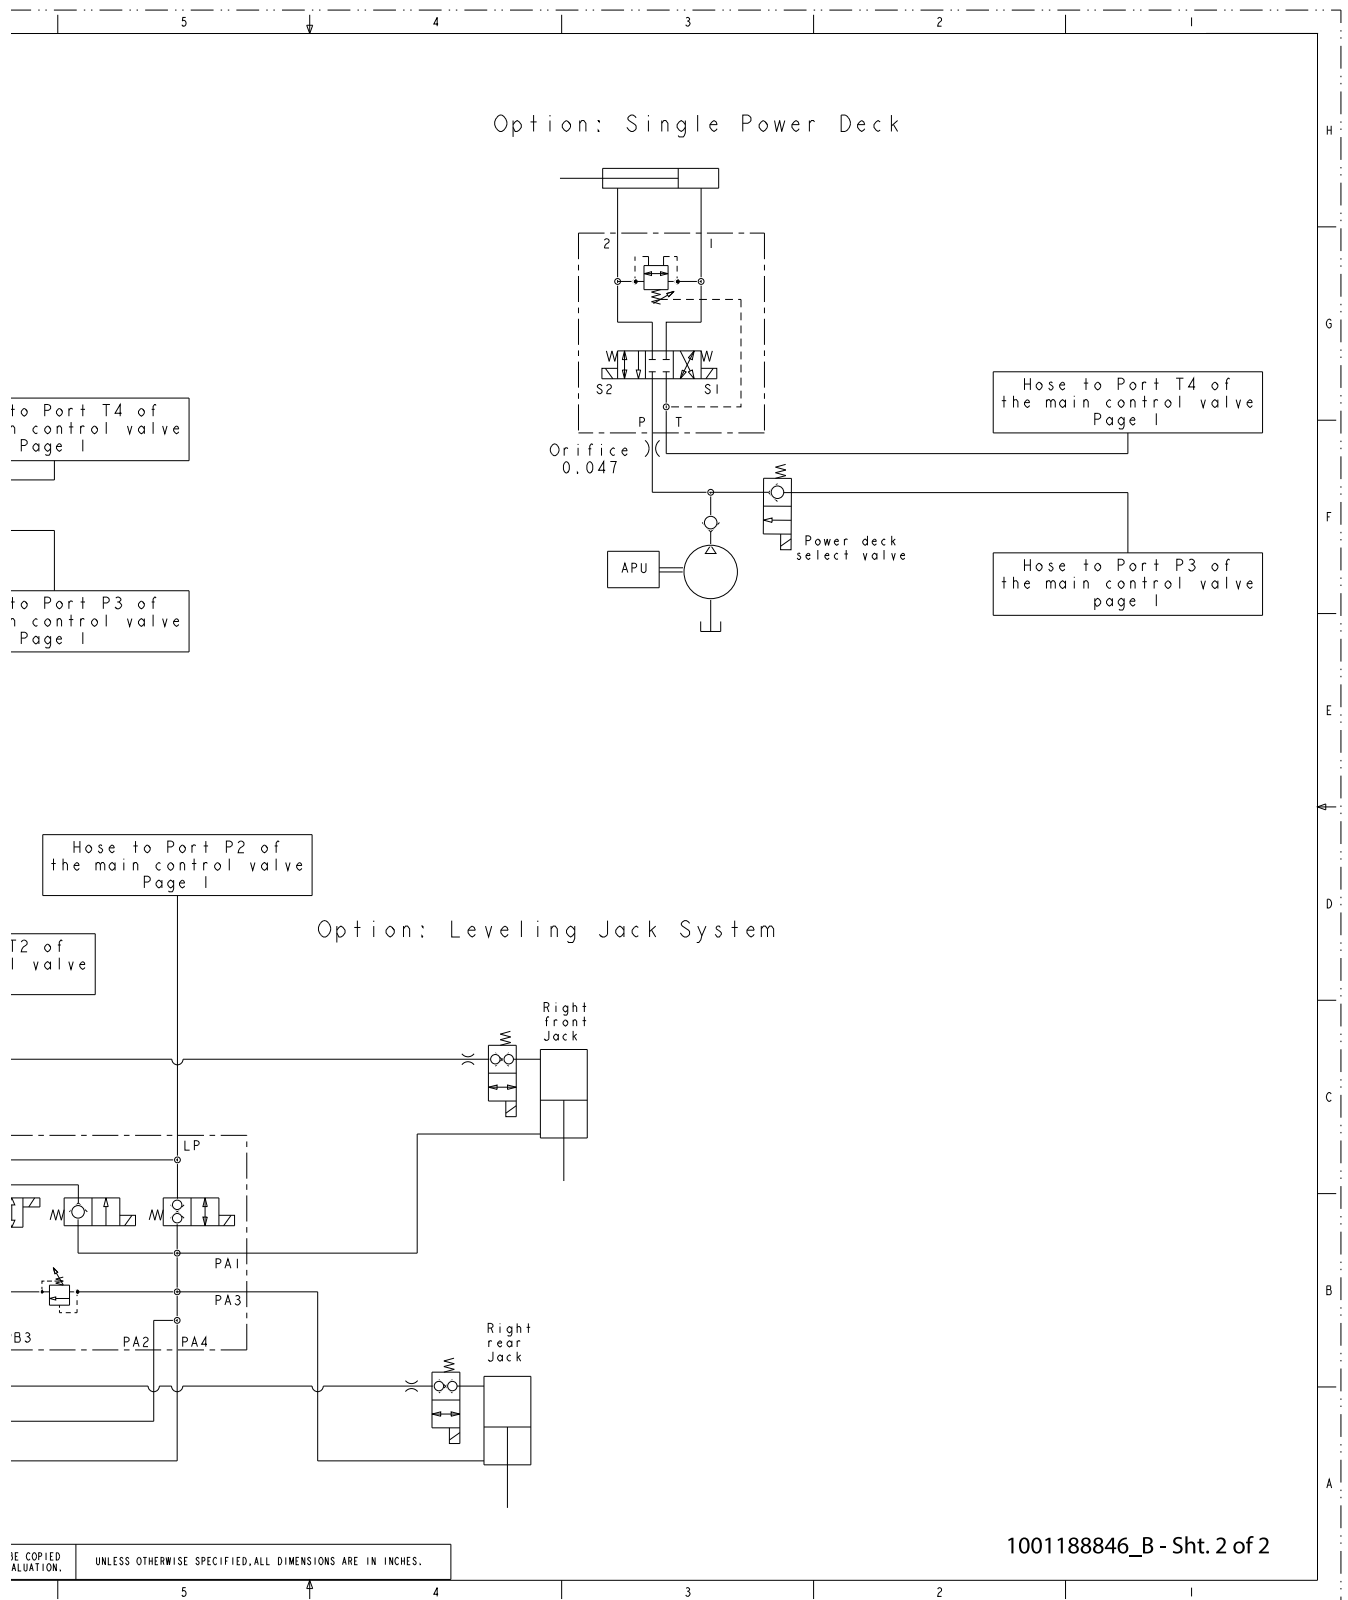 5 4 3 2 1
Option: Single Power Deck
H
2 1
G
S2 S1
Hose to Port T4 of
the main control valve
Page 1
to Port T4 of
control valve
Page 1
P T
Orifice
0.047
F
Power deck
select valve
APU
Hose to Port P3 of
the main control valve
page 1
to Port P3 of
control valve
Page 1
E
Hose to Port P2 of
the main control valve
Page 1
D
Option: Leveling Jack System
T2 of
valve
Right
front
Jack
C
LP
PA1
B
PA3
B3
PA2 PA4
Right
rear
Jack
A
1001188846_B - Sht. 2 of 2
BE COPIED
ALUATION.
UNLESS OTHERWISE SPECIFIED,ALL DIMENSIONS ARE IN INCHES.
5 4 3 2 1